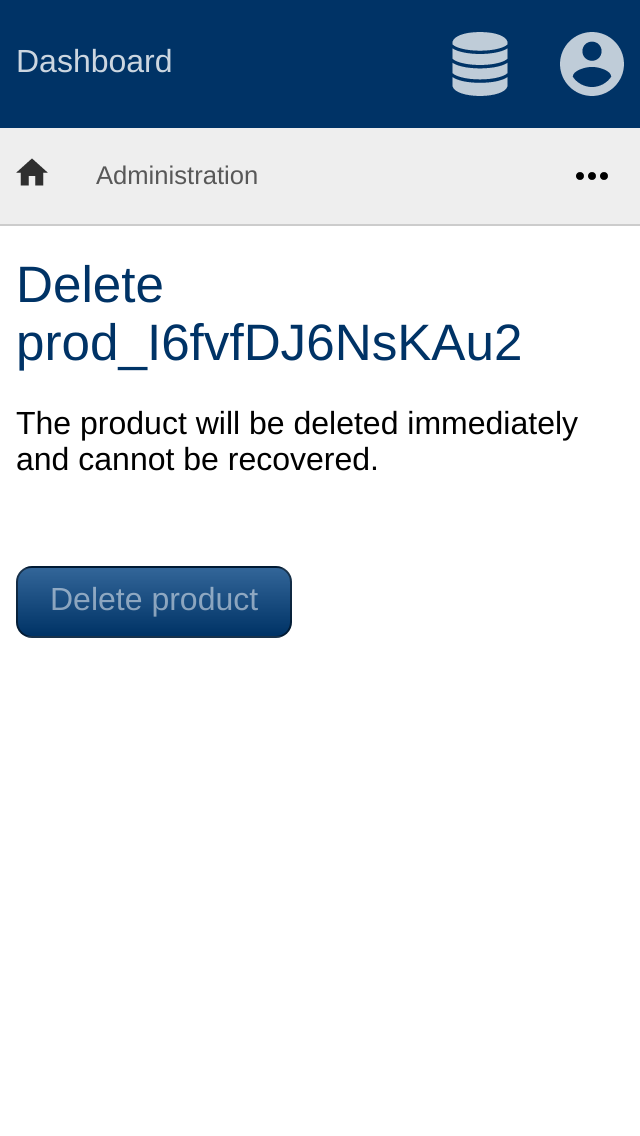 Dashboard
Administration
Delete
prod_I6fvfDJ6NsKAu2
The product will be deleted immediately
and cannot be recovered.
Delete product